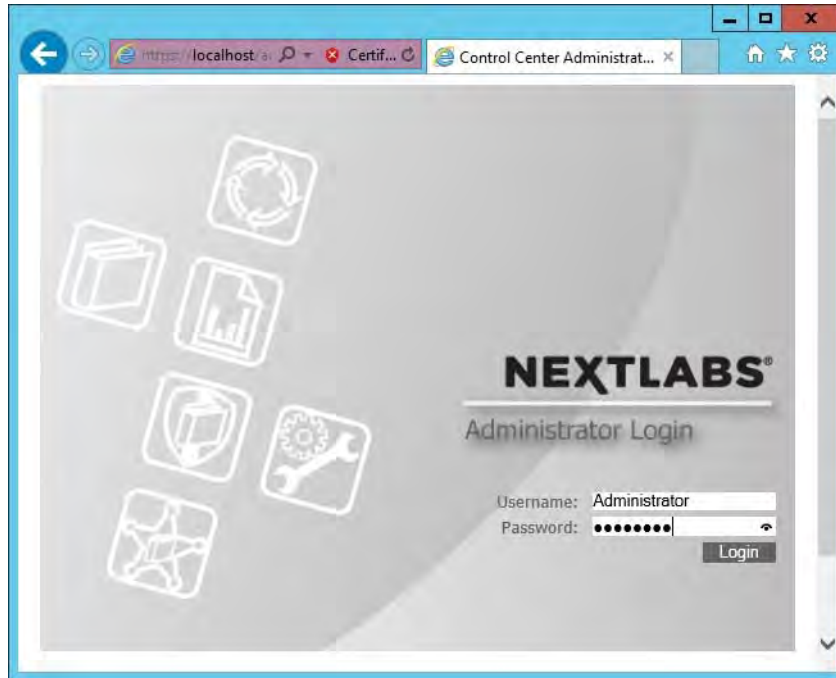 https://localhost/a
Certif...
Control Center Administrat...
NEXTLABS®
Administrator Login
Username: Administrator
Password: ●●●●●●●●
Login